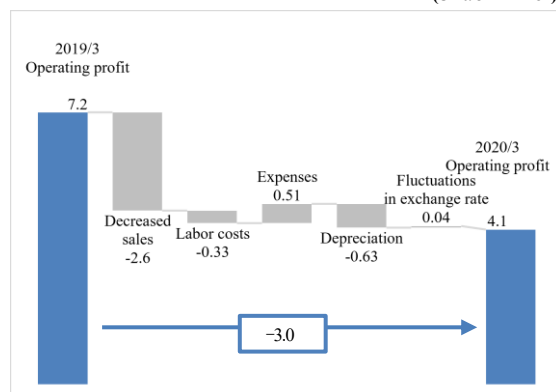 2019/3
Operating profit
7.2
Decreased
sales
-2.6
Labor costs
-0.33
Expenses
0.51
Depreciation
-0.63
Fluctuations
in exchange rate
0.04
2020/3
Operating profit
4.1
−3.0